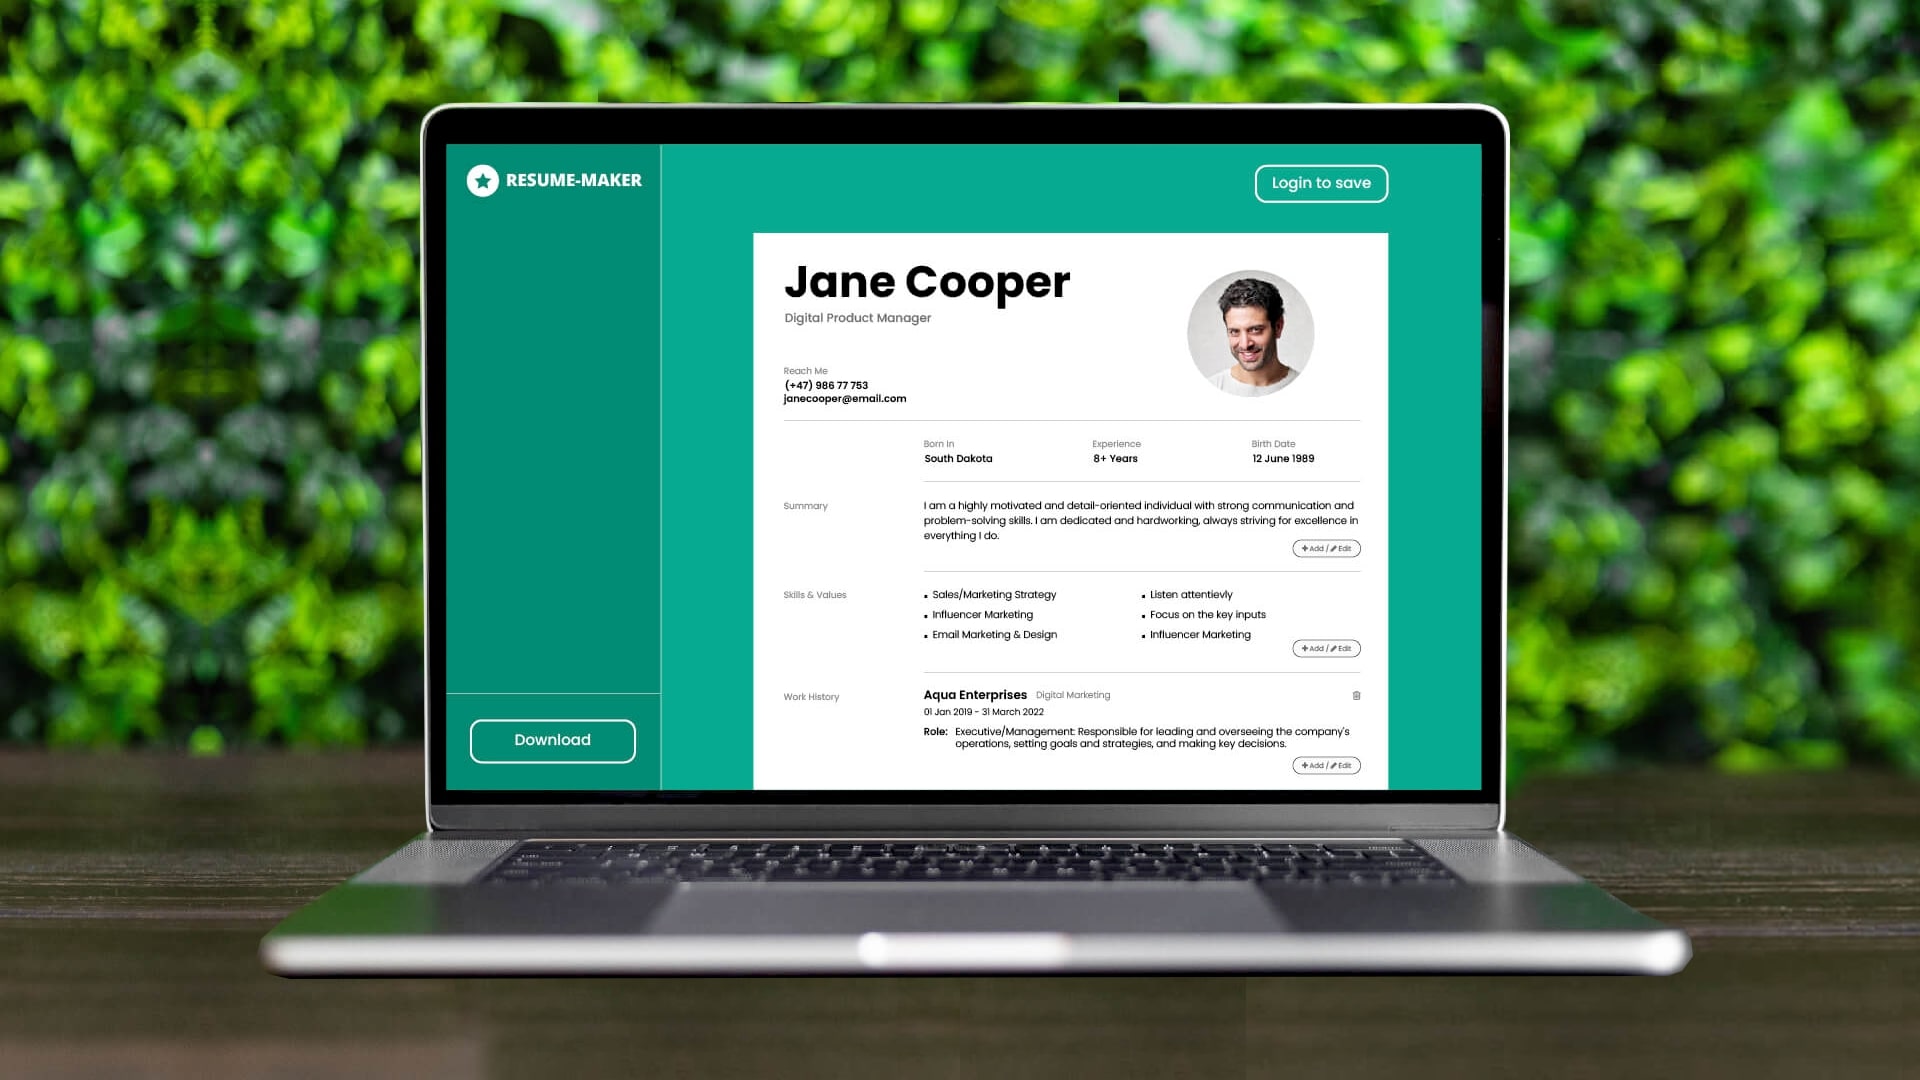 RESUME-MAKER
Login to save
Jane Cooper
Digital Product Manager
Reach Me
(+47) 986 77 753
janecooper@email.com
Born In
South Dakota
Experience
8+ Years
Birth Date
12 June 1989
Summary
I am a highly motivated and detail-oriented individual with strong communication and
problem-solving skills. I am dedicated and hardworking, always striving for excellence in
everything I do.
+ Add / Edit
Skills & Values
▪ Sales/Marketing Strategy
▪ Influencer Marketing
▪ Email Marketing & Design
▪ Listen attentievly
▪ Focus on the key inputs
▪ Influencer Marketing
+ Add / Edit
Work History
Aqua Enterprises Digital Marketing
01 Jan 2019 - 31 March 2022
Role: Executive/Management: Responsible for leading and overseeing the company's
operations, setting goals and strategies, and making key decisions.
+ Add / Edit
Download